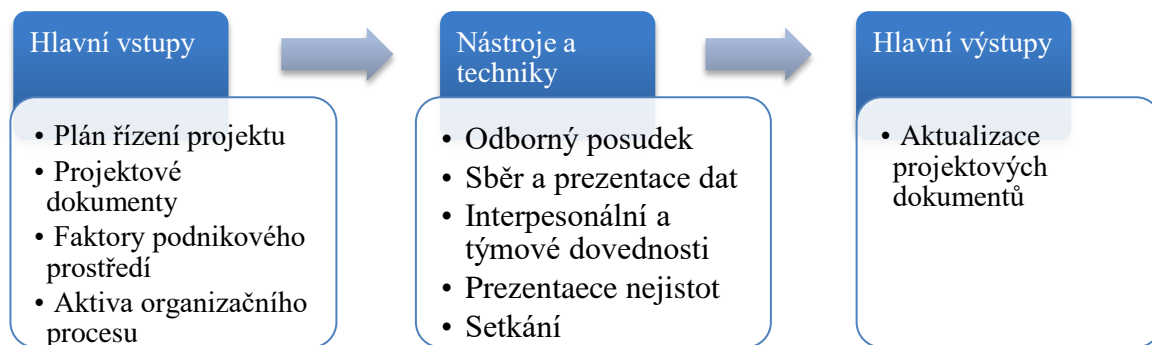 Hlavní vstupy
• Plán řízení projektu
• Projektové
dokumenty
• Faktory podnikového
prostředí
• Aktiva organizačního
procesu
Nástroje a
techniky
• Odborný posudek
• Sběr a prezentace dat
• Interpesonální a
týmové dovednosti
• Prezentaece nejistot
• Setkání
Hlavní výstupy
• Aktualizace
projektových
dokumentů